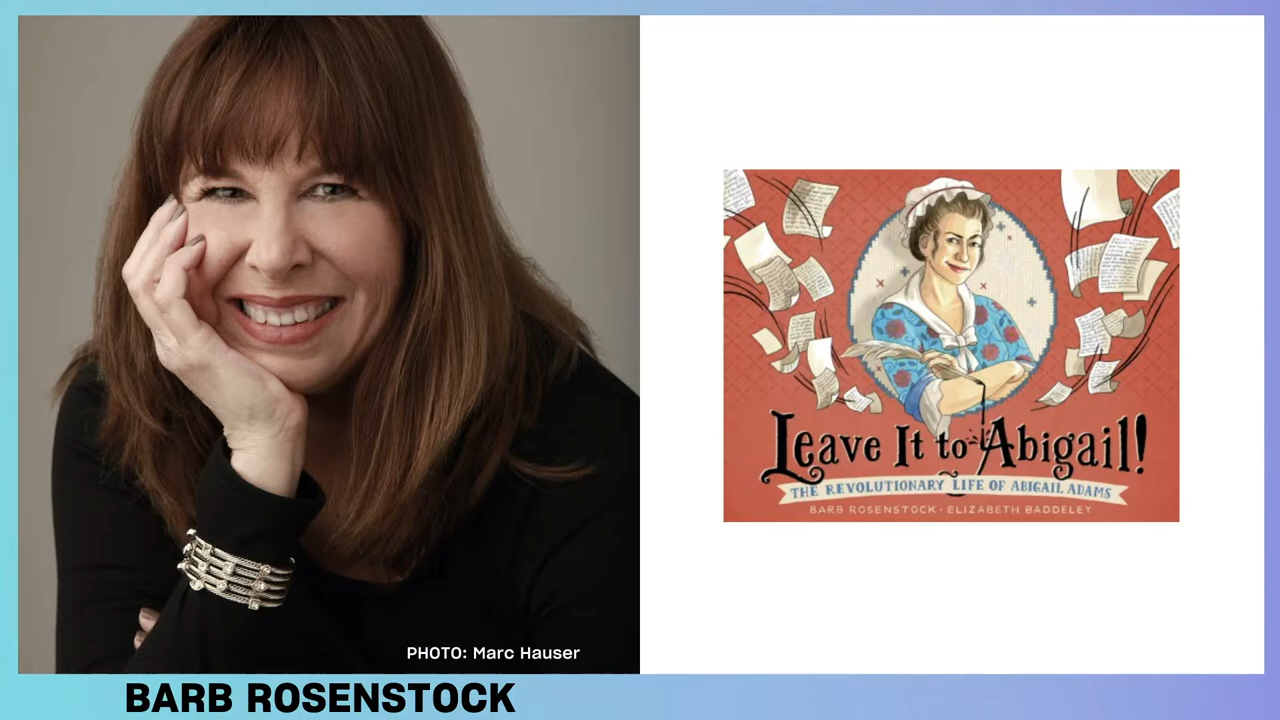 PHOTO: Marc Hauser
BARB ROSENSTOCK
Leave It to Abigail!
THE REVOLUTIONARY LIFE OF ABIGAIL ADAMS
BARB ROSENSTOCK · ELIZABETH BADDELEY